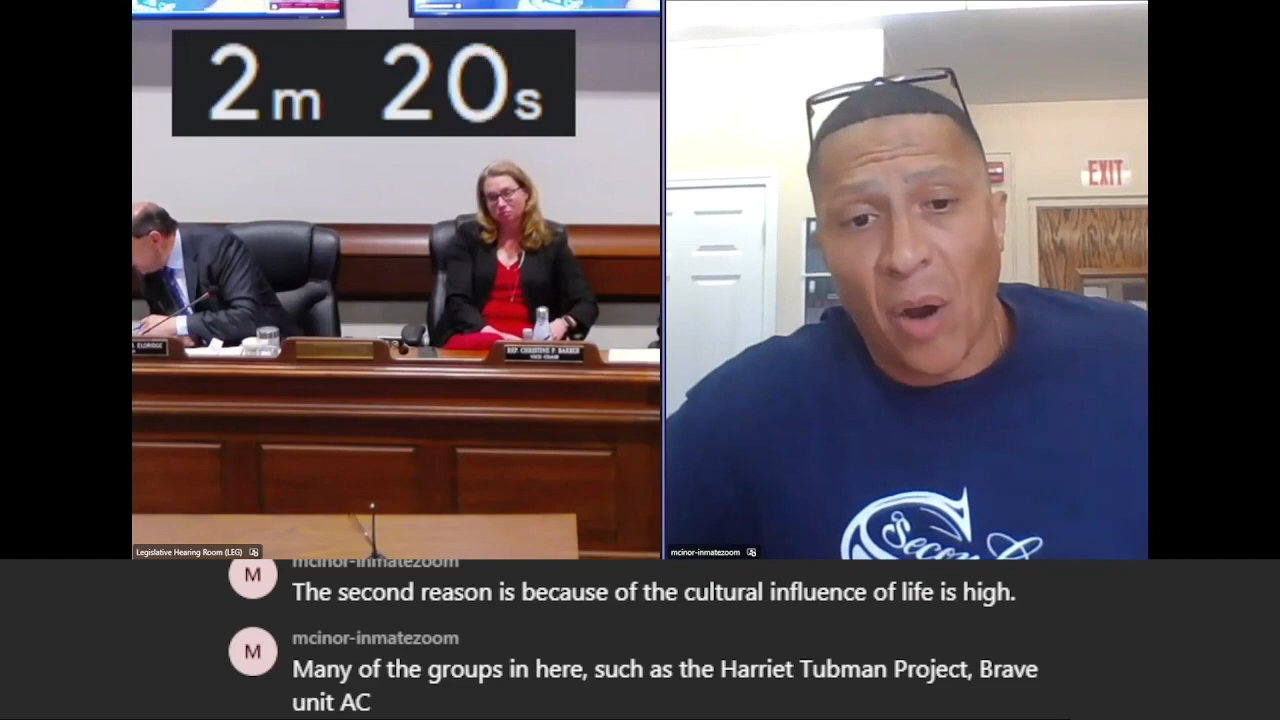 2m 20s
EXIT
ELDRIDGE
REP. CHRISTINE P. BARBER
VICE CHAIR
Second C
Legislative Hearing Room (LEG)
mcinor-inmatezoom
mcinor-inmatezoom
M
The second reason is because of the cultural influence of life is high.
mcinor-inmatezoom
M
Many of the groups in here, such as the Harriet Tubman Project, Brave
unit AC